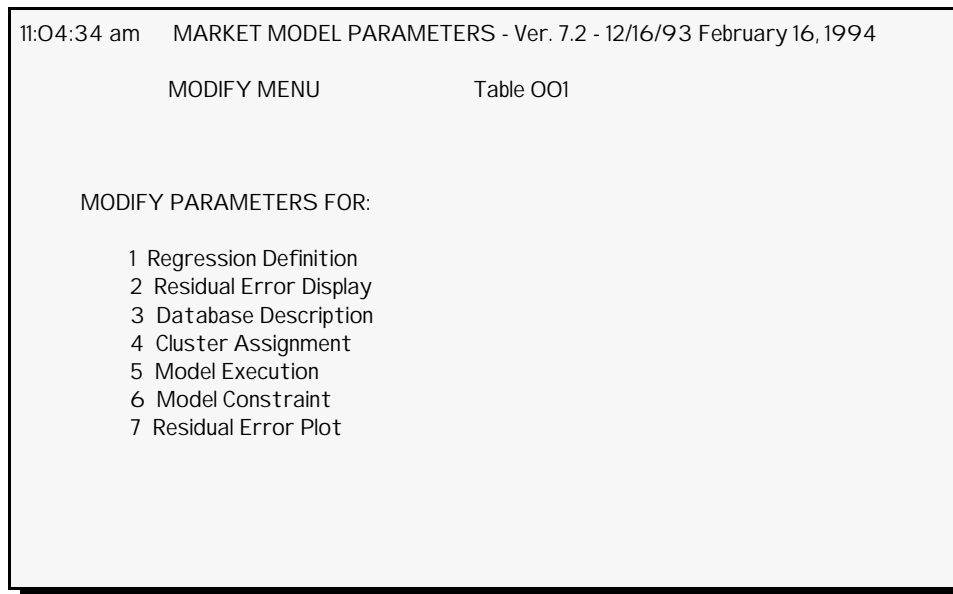 11:04:34 am MARKET MODEL PARAMETERS - Ver. 7.2 - 12/16/93 February 16, 1994
MODIFY MENU Table 001
MODIFY PARAMETERS FOR:
1 Regression Definition
2 Residual Error Display
3 Database Description
4 Cluster Assignment
5 Model Execution
6 Model Constraint
7 Residual Error Plot